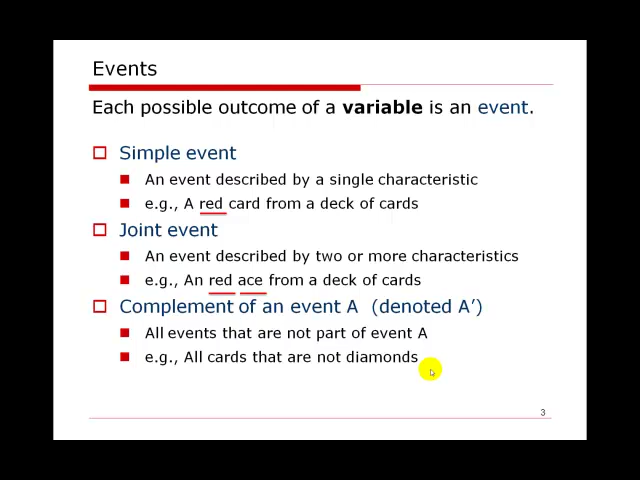 Events
Each possible outcome of a variable is an event.
Simple event
An event described by a single characteristic
e.g., A red card from a deck of cards
Joint event
An event described by two or more characteristics
e.g., An red ace from a deck of cards
Complement of an event A (denoted A’)
All events that are not part of event A
e.g., All cards that are not diamonds
3